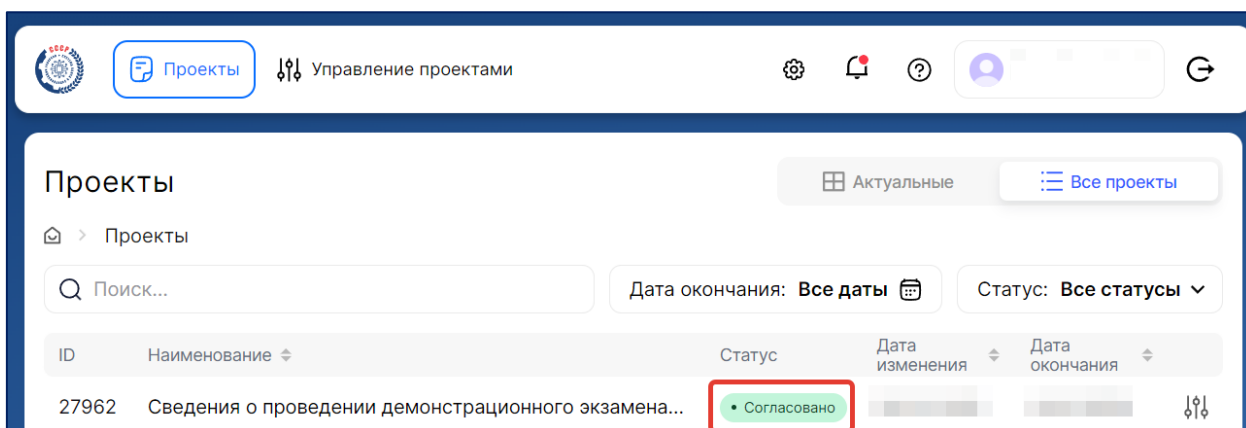 СССР
Проекты Управление проектами
Проекты
Актуальные Все проекты
Проекты
Поиск... Дата окончания: Все даты Статус: Все статусы
ID Наименование Статус Дата изменения Дата окончания
27962 Сведения о проведении демонстрационного экзамена... • Согласовано